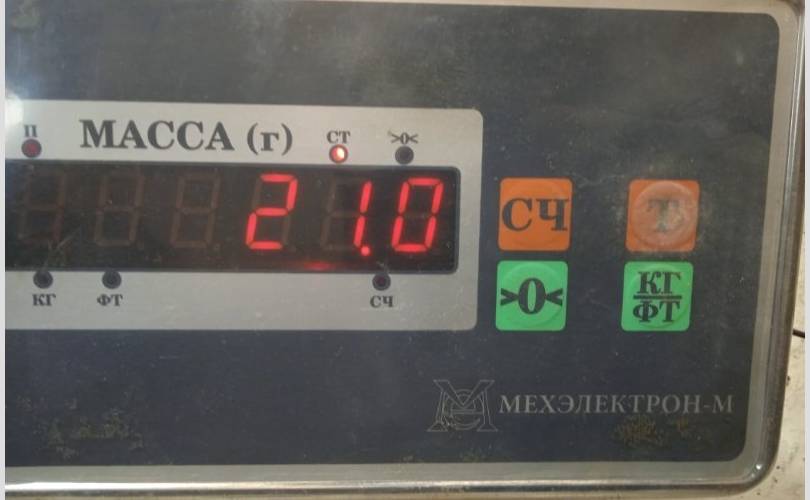 П МАССА (г) СТ >0<
21.0
КГ ФТ СЧ
СЧ Т
>0< КГ/ФТ
МЕХЭЛЕКТРОН-М